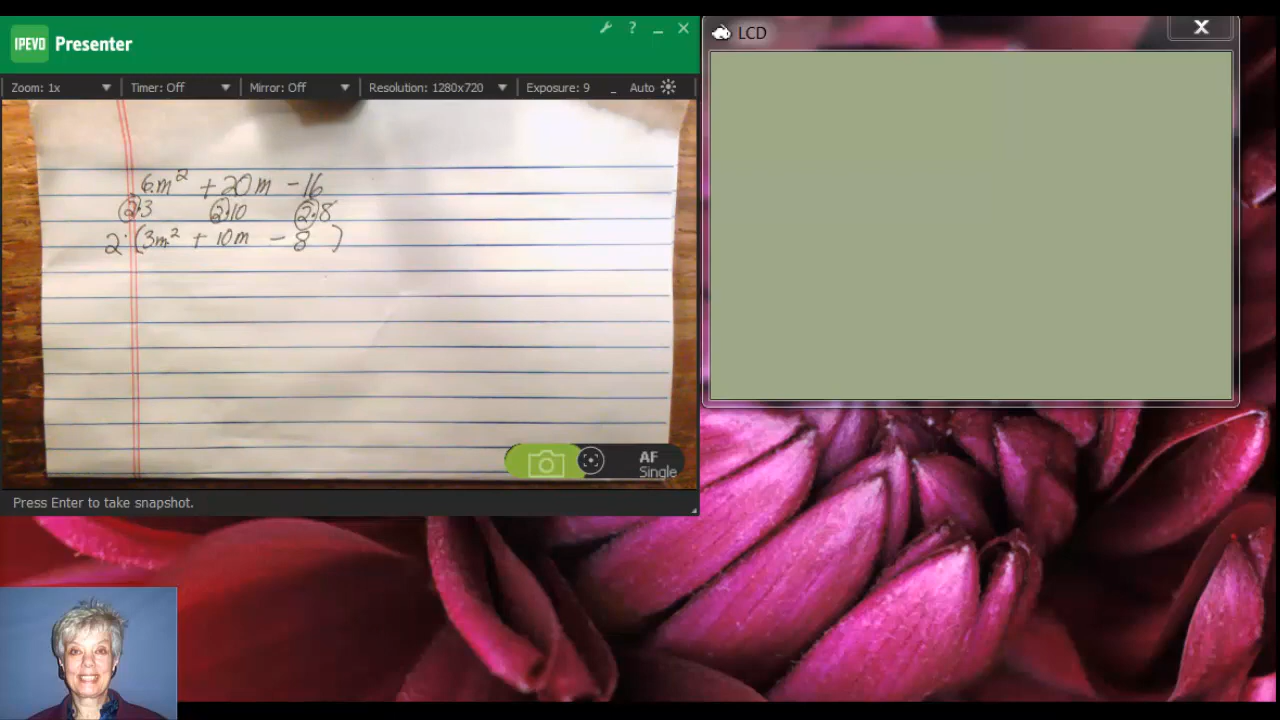 IPEVO Presenter
Zoom: 1x Timer: Off Mirror: Off Resolution: 1280x720 Exposure: 9 Auto
6m² + 20m - 16
2·3 2·10 2·8
2·(3m² + 10m - 8)
AF
Single
Press Enter to take snapshot.
LCD